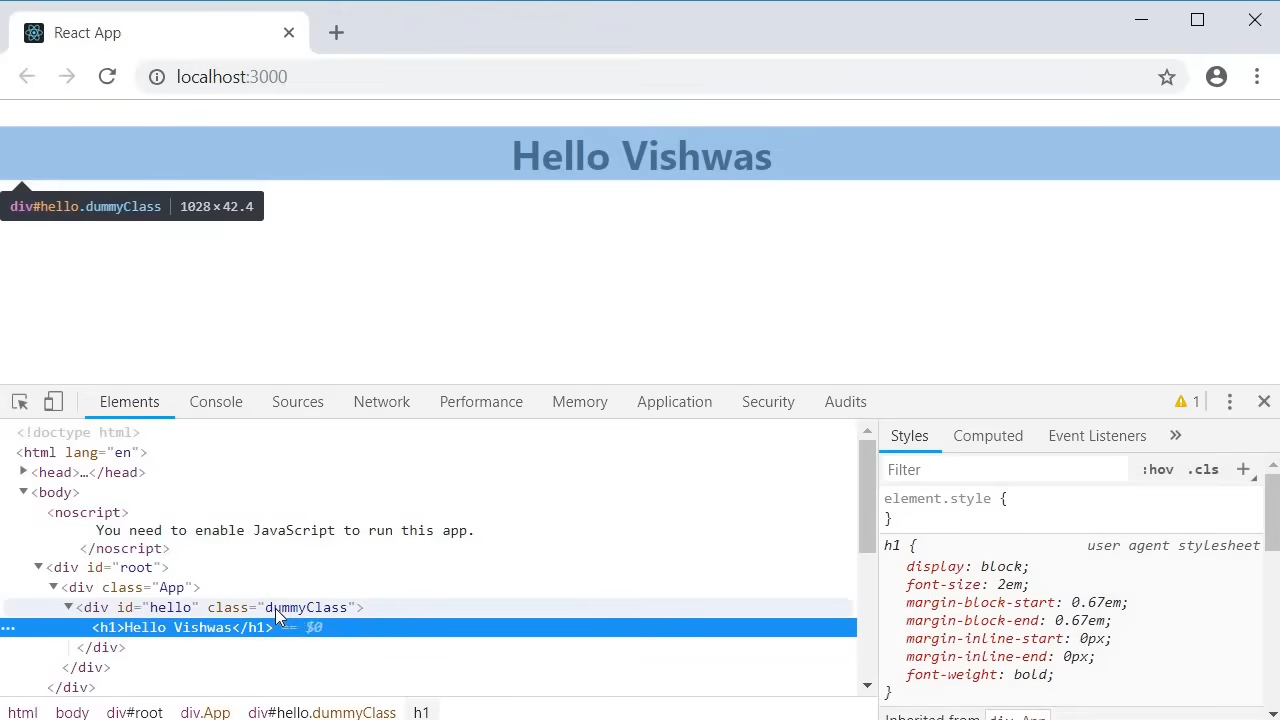 React App
localhost:3000
Hello Vishwas
div#hello.dummyClass 1028×42.4
Elements Console Sources Network Performance Memory Application Security Audits 1
<!doctype html>
<html lang="en">
<head>…</head>
<body>
<noscript>
You need to enable JavaScript to run this app.
</noscript>
<div id="root">
<div class="App">
<div id="hello" class="dummyClass">
<h1>Hello Vishwas</h1> == $0
</div>
</div>
</div>
html body div#root div.App div#hello.dummyClass h1
Styles Computed Event Listeners »
Filter :hov .cls +
element.style {
}
h1 { user agent stylesheet
display: block;
font-size: 2em;
margin-block-start: 0.67em;
margin-block-end: 0.67em;
margin-inline-start: 0px;
margin-inline-end: 0px;
font-weight: bold;
}
Inherited from div.App